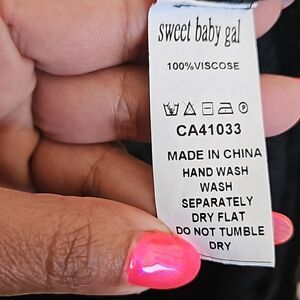 sweet baby gal
100%VISCOSE
CA41033
MADE IN CHINA
HAND WASH
WASH
SEPARATELY
DRY FLAT
DO NOT TUMBLE
DRY